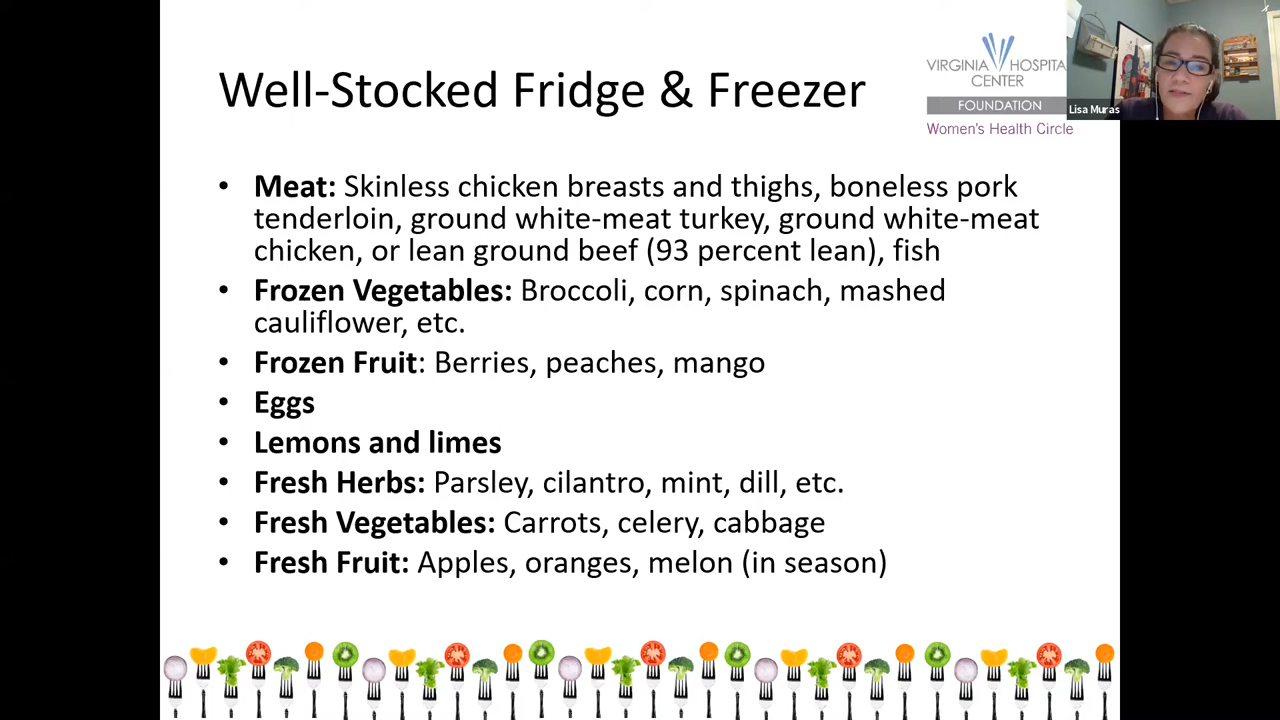 Well-Stocked Fridge & Freezer
VIRGINIA HOSPITA
CENTER
FOUNDATION
Women's Health Circle
Lisa Muras
• Meat: Skinless chicken breasts and thighs, boneless pork
tenderloin, ground white-meat turkey, ground white-meat
chicken, or lean ground beef (93 percent lean), fish
• Frozen Vegetables: Broccoli, corn, spinach, mashed
cauliflower, etc.
• Frozen Fruit: Berries, peaches, mango
• Eggs
• Lemons and limes
• Fresh Herbs: Parsley, cilantro, mint, dill, etc.
• Fresh Vegetables: Carrots, celery, cabbage
• Fresh Fruit: Apples, oranges, melon (in season)